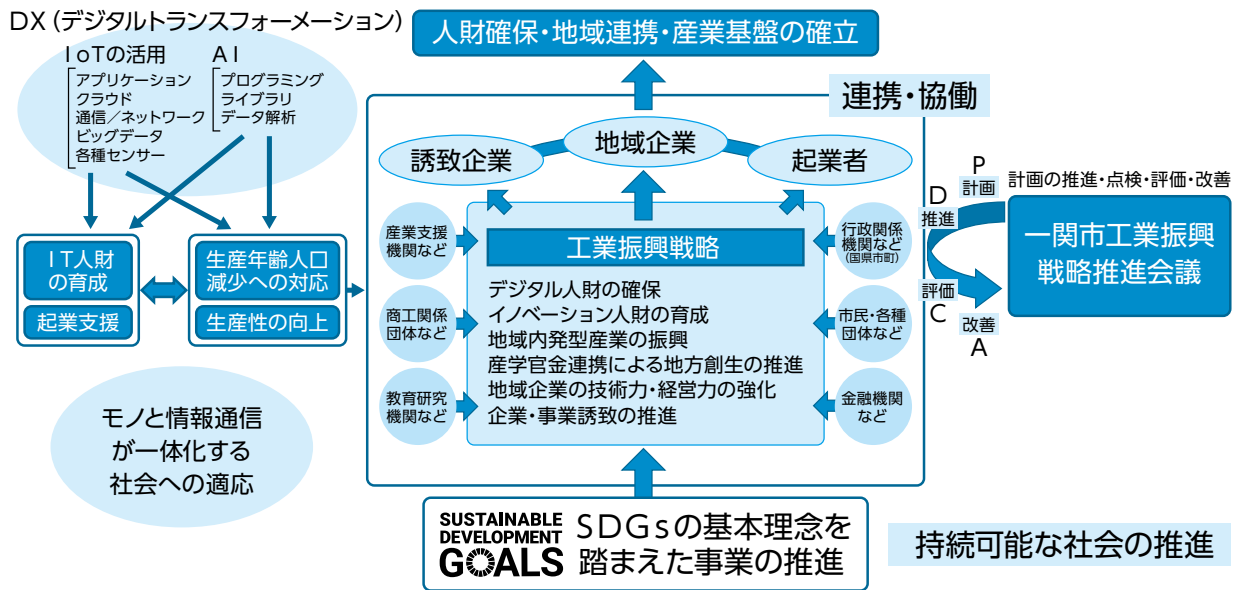 DX(デジタルトランスフォーメーション)
IoTの活用
アプリケーション
クラウド
通信／ネットワーク
ビッグデータ
各種センサー
AI
プログラミング
ライブラリ
データ解析
IT人財
の育成
起業支援
生産年齢人口
減少への対応
生産性の向上
モノと情報通信
が一体化する
社会への適応
人財確保・地域連携・産業基盤の確立
連携・協働
誘致企業
地域企業
起業者
産業支援
機関など
商工関係
団体など
教育研究
機関など
工業振興戦略
デジタル人財の確保
イノベーション人財の育成
地域内発型産業の振興
産学官金連携による地方創生の推進
地域企業の技術力・経営力の強化
企業・事業誘致の推進
行政関係
機関など
(国県市町)
市民・各種
団体など
金融機関
など
P
計画
D
推進
評価
C
改善
A
計画の推進・点検・評価・改善
一関市工業振興
戦略推進会議
SUSTAINABLE
DEVELOPMENT
GOALS
SDGsの基本理念を
踏まえた事業の推進
持続可能な社会の推進